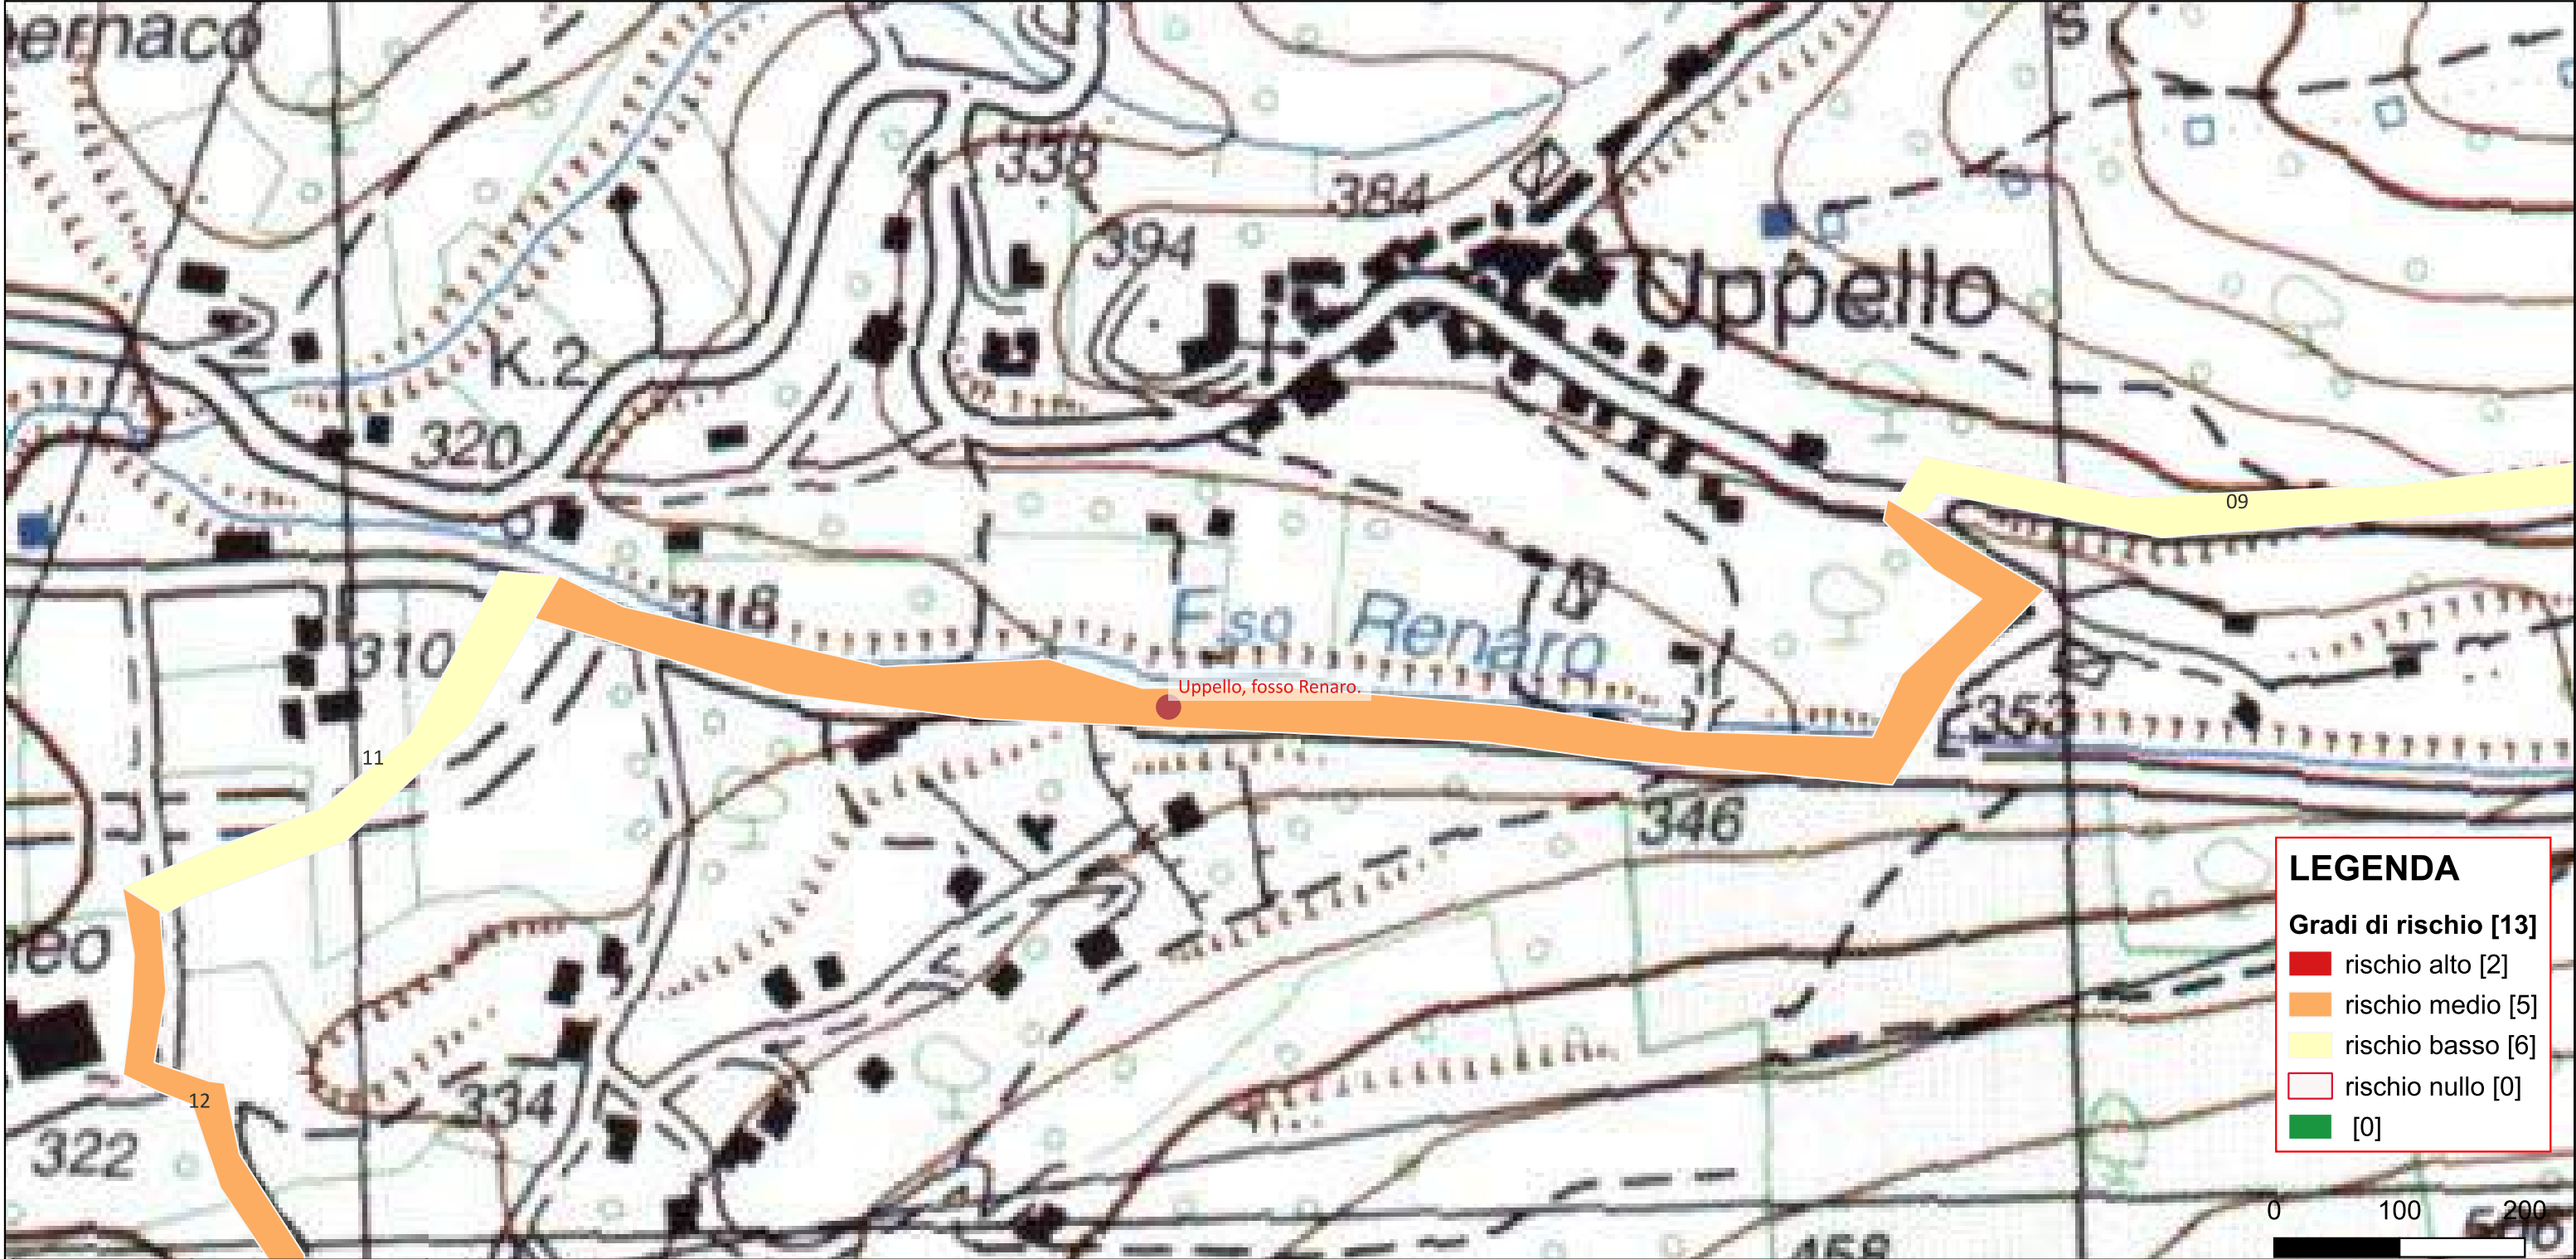 338
384
394
Uppello
K.2
320
09
318
F.so Renaro
310
Uppello, fosso Renaro.
353
11
346
12
334
322
LEGENDA
Gradi di rischio [13]
rischio alto [2]
rischio medio [5]
rischio basso [6]
rischio nullo [0]
[0]
0 100 200